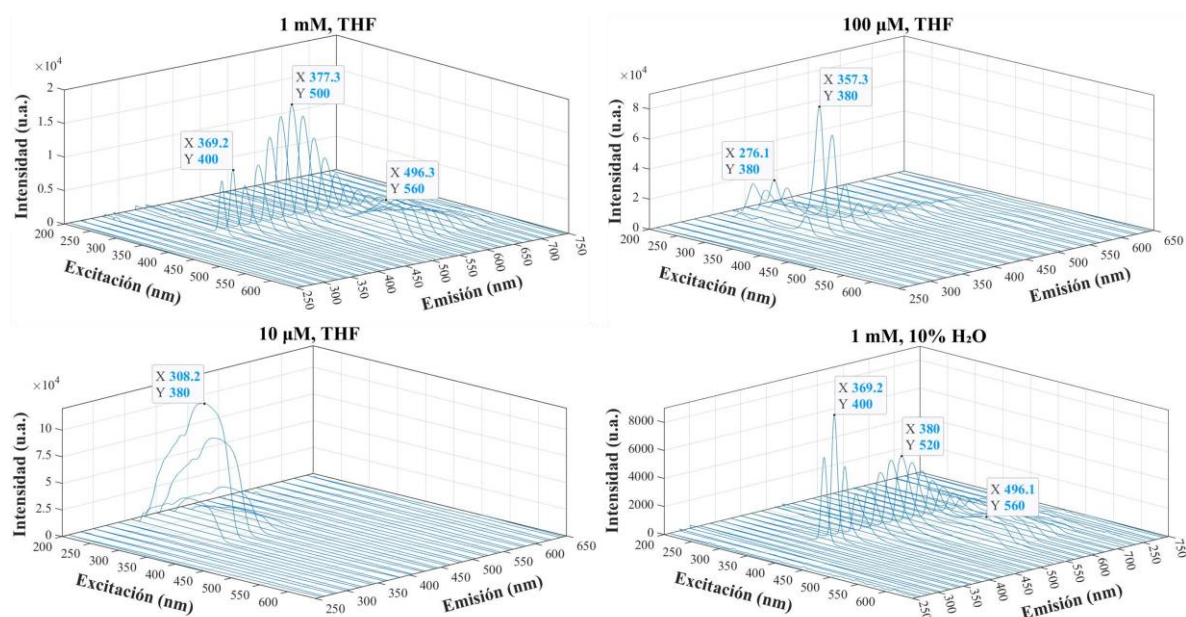 1 mM, THF
×10⁴
2
1.5
1
0.5
0
Intensidad (u.a.)
X 377.3
Y 500
X 369.2
Y 400
X 496.3
Y 560
200
250
300
350
400
450
500
550
600
Excitación (nm)
250
300
350
400
450
500
550
600
650
700
750
Emisión (nm)
100 μM, THF
×10⁴
8
6
4
2
0
Intensidad (u.a.)
X 357.3
Y 380
X 276.1
Y 380
200
250
300
350
400
450
500
550
600
Excitación (nm)
250
300
350
400
450
500
550
600
650
Emisión (nm)
10 μM, THF
×10⁴
10
7.5
5
2.5
0
Intensidad (u.a.)
X 308.2
Y 380
200
250
300
350
400
450
500
550
600
Excitación (nm)
250
300
350
400
450
500
550
600
650
Emisión (nm)
1 mM, 10% H₂O
8000
6000
4000
2000
0
Intensidad (u.a.)
X 369.2
Y 400
X 380
Y 520
X 496.1
Y 560
200
250
300
350
400
450
500
550
600
Excitación (nm)
250
300
350
400
450
500
550
600
650
700
250
750
Emisión (nm)